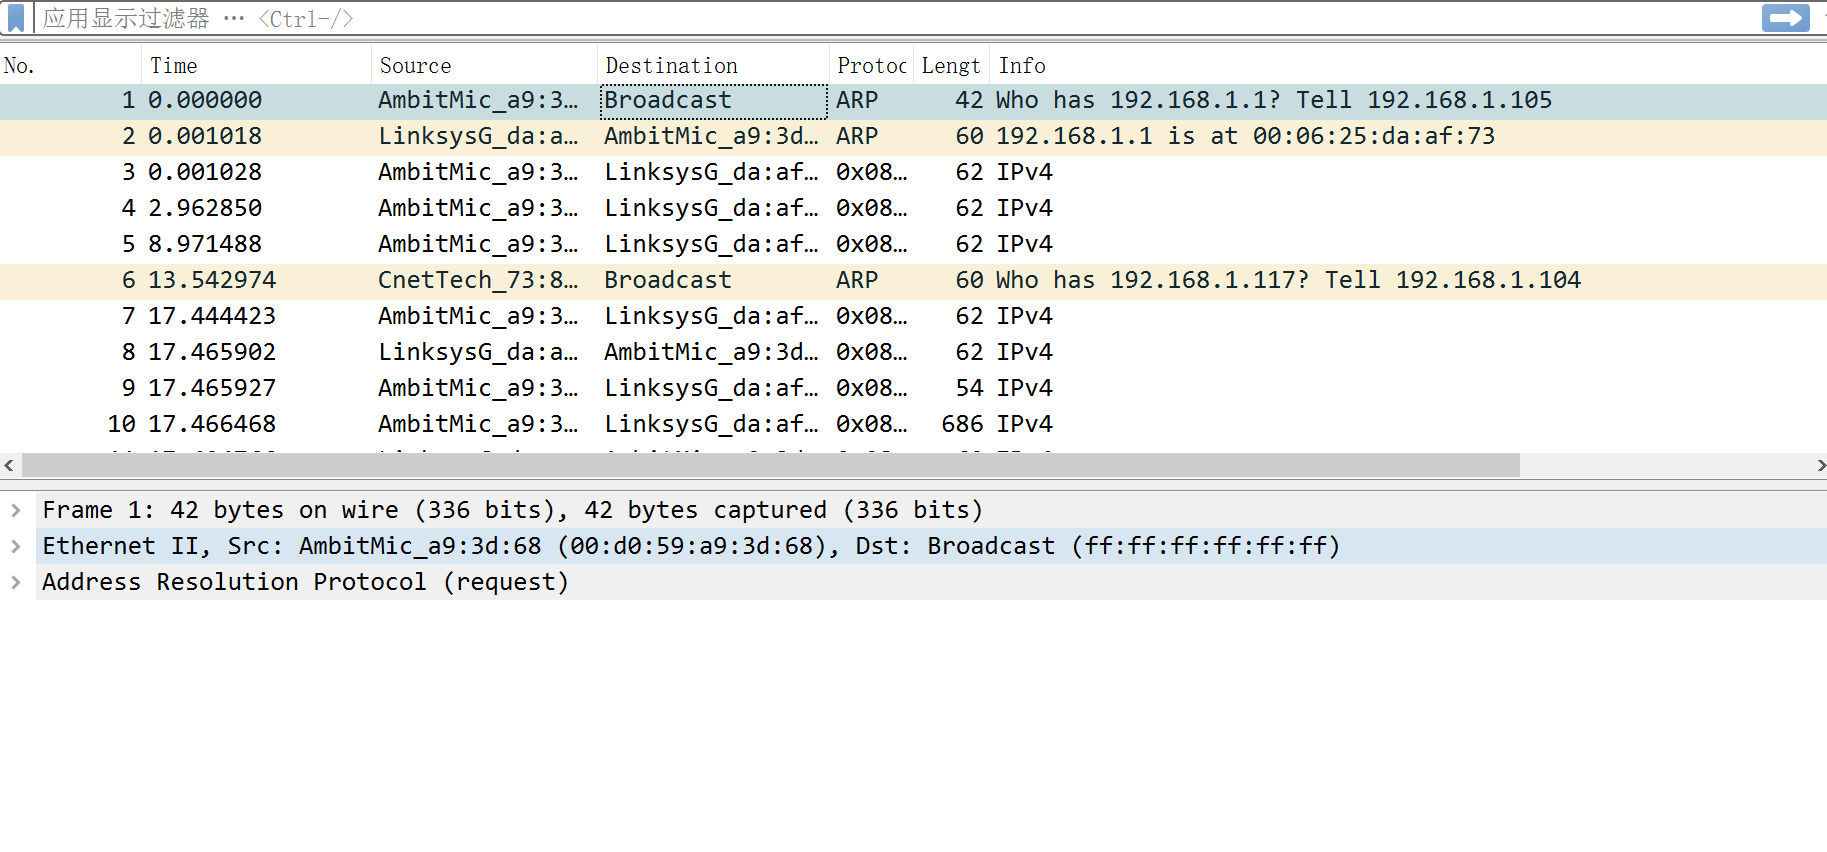 应用显示过滤器 … <Ctrl-/>
No. Time Source Destination Protoc Lengt Info
1 0.000000 AmbitMic_a9:3… Broadcast ARP 42 Who has 192.168.1.1? Tell 192.168.1.105
2 0.001018 LinksysG_da:a… AmbitMic_a9:3d… ARP 60 192.168.1.1 is at 00:06:25:da:af:73
3 0.001028 AmbitMic_a9:3… LinksysG_da:af… 0x08… 62 IPv4
4 2.962850 AmbitMic_a9:3… LinksysG_da:af… 0x08… 62 IPv4
5 8.971488 AmbitMic_a9:3… LinksysG_da:af… 0x08… 62 IPv4
6 13.542974 CnetTech_73:8… Broadcast ARP 60 Who has 192.168.1.117? Tell 192.168.1.104
7 17.444423 AmbitMic_a9:3… LinksysG_da:af… 0x08… 62 IPv4
8 17.465902 LinksysG_da:a… AmbitMic_a9:3d… 0x08… 62 IPv4
9 17.465927 AmbitMic_a9:3… LinksysG_da:af… 0x08… 54 IPv4
10 17.466468 AmbitMic_a9:3… LinksysG_da:af… 0x08… 686 IPv4
Frame 1: 42 bytes on wire (336 bits), 42 bytes captured (336 bits)
Ethernet II, Src: AmbitMic_a9:3d:68 (00:d0:59:a9:3d:68), Dst: Broadcast (ff:ff:ff:ff:ff:ff)
Address Resolution Protocol (request)